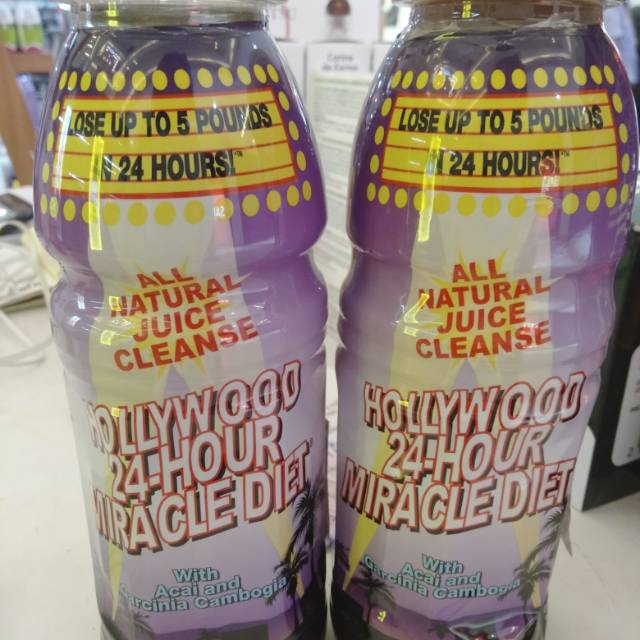 LOSE UP TO 5 POUNDS
IN 24 HOURS!™
ALL
NATURAL
JUICE
CLEANSE
HOLLYWOOD
24-HOUR
MIRACLE DIET®
With
Acai and
Garcinia Cambogia
LOSE UP TO 5 POUNDS
IN 24 HOURS!™
ALL
NATURAL
JUICE
CLEANSE
HOLLYWOOD
24-HOUR
MIRACLE DIET
With
Acai and
Garcinia Cambogia